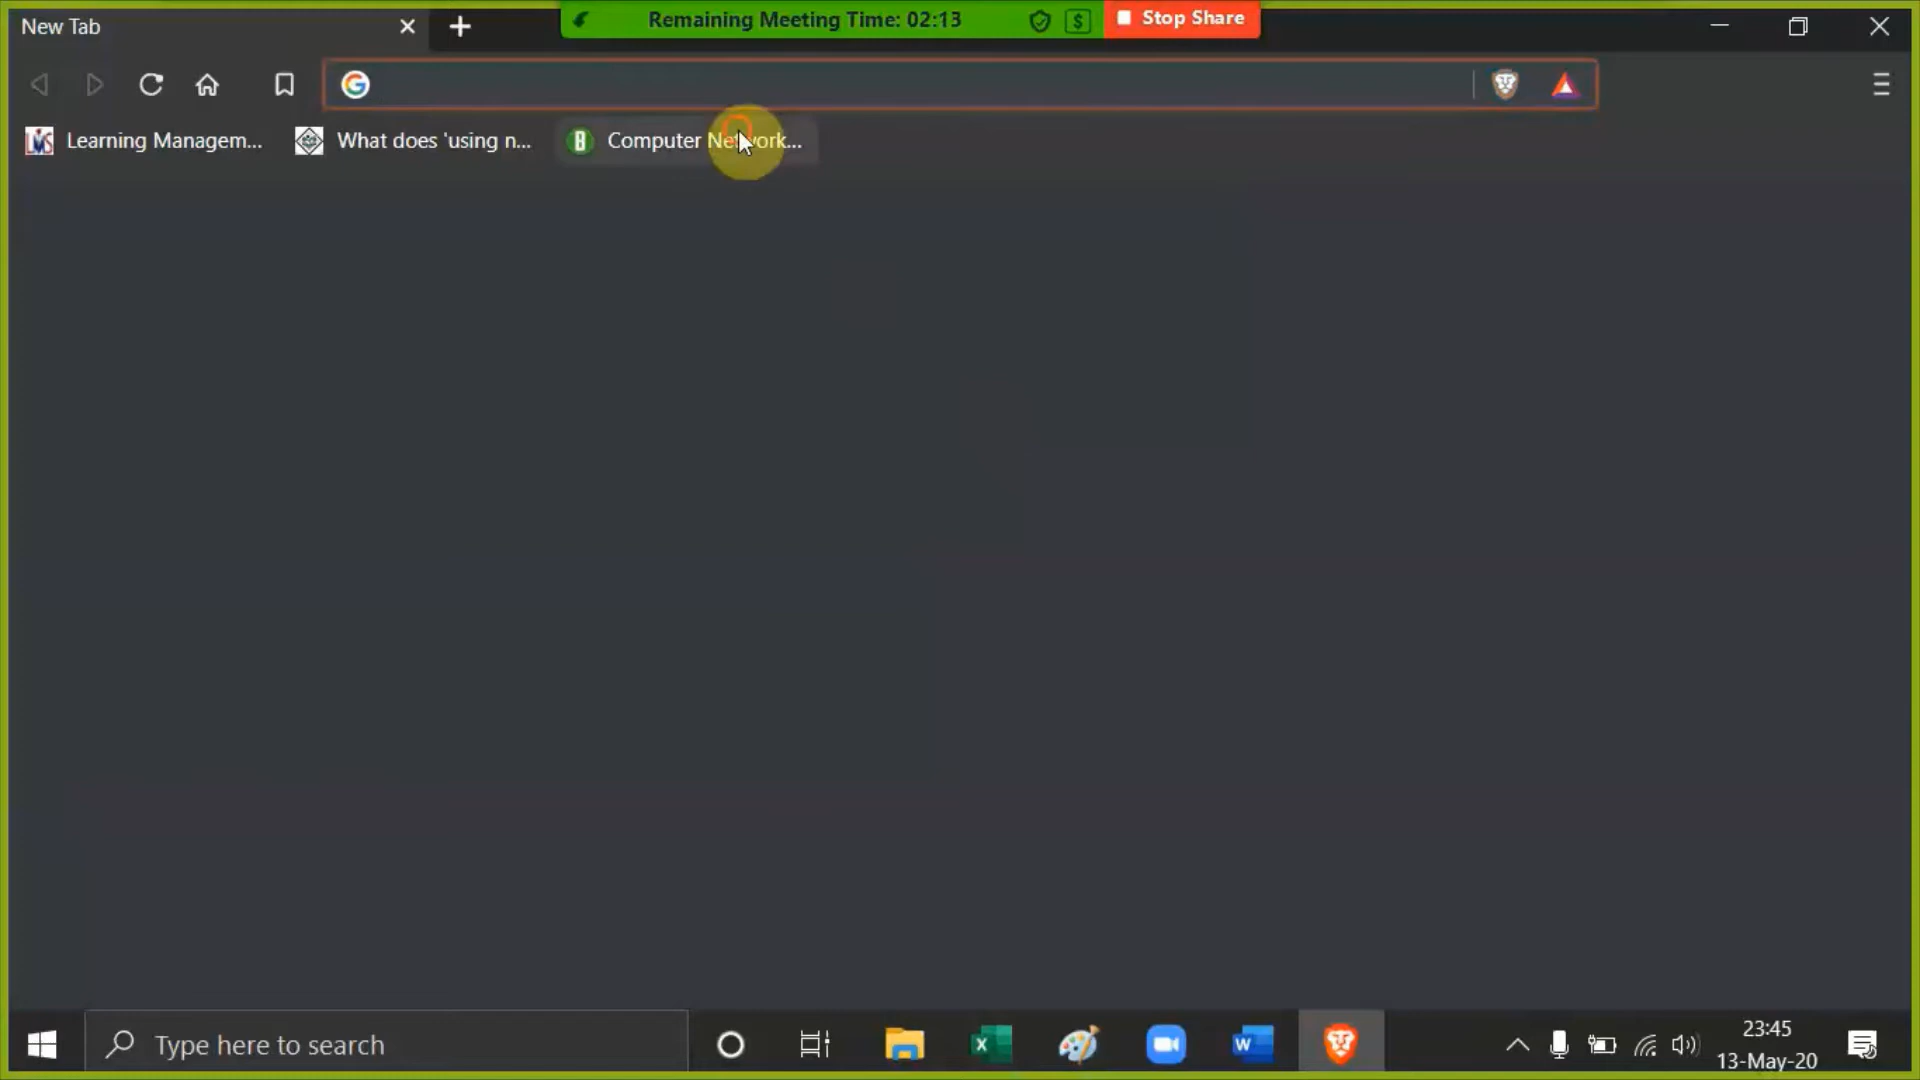 New Tab
Remaining Meeting Time: 02:13
Stop Share
Learning Managem...
What does 'using n...
Computer Network...
Type here to search
23:45
13-May-20